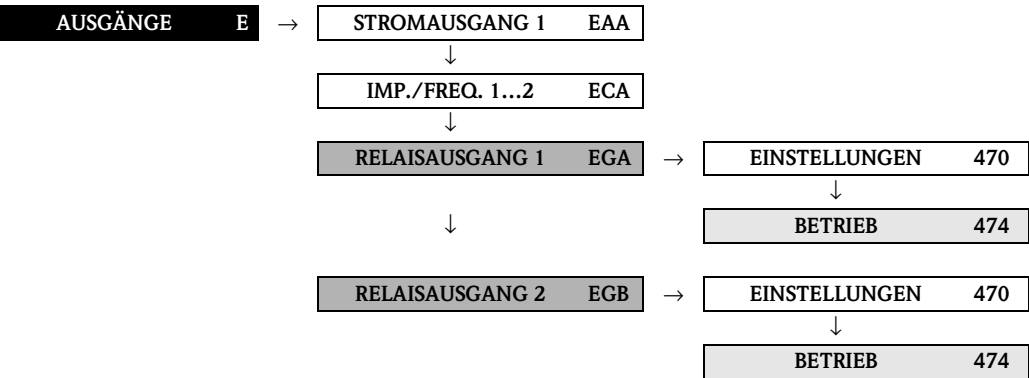 AUSGÄNGE E → STROMAUSGANG 1 EAA
↓
IMP./FREQ. 1...2 ECA
↓
RELAISAUSGANG 1 EGA → EINSTELLUNGEN 470
↓
↓ BETRIEB 474
RELAISAUSGANG 2 EGB → EINSTELLUNGEN 470
↓
BETRIEB 474